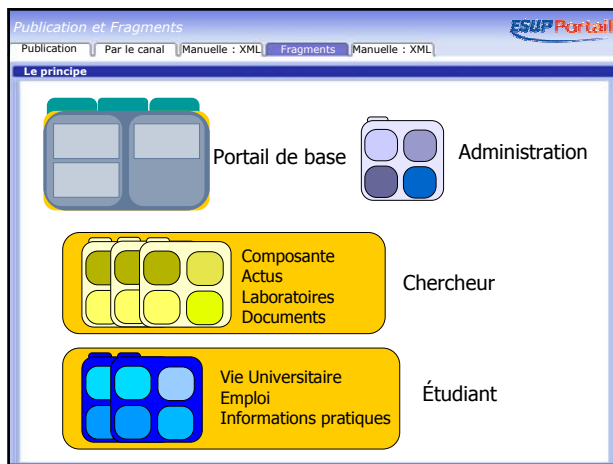 Publication et Fragments
ESUP Portail
Publication Par le canal Manuelle : XML Fragments Manuelle : XML
Le principe
Portail de base
Administration
Composante
Actus
Laboratoires
Documents
Chercheur
Vie Universitaire
Emploi
Informations pratiques
Étudiant